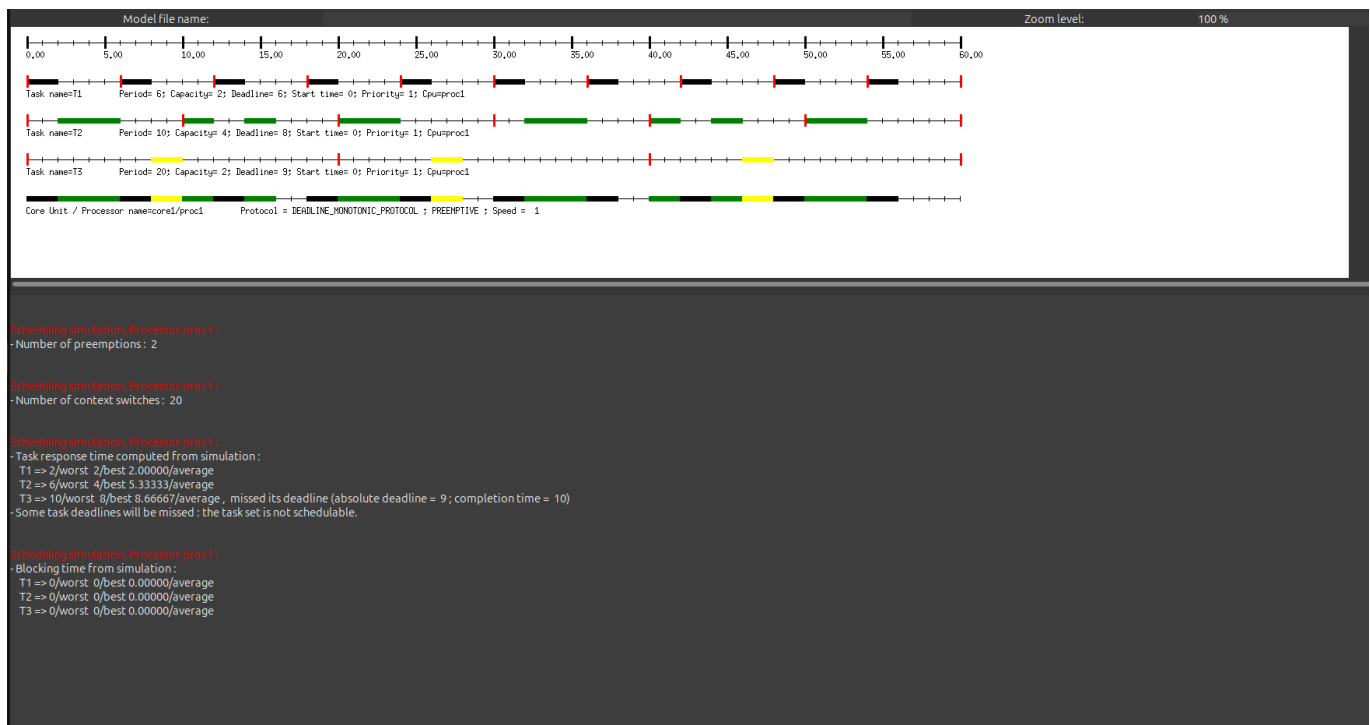 Model file name: Zoom level: 100 %
0,00 5,00 10,00 15,00 20,00 25,00 30,00 35,00 40,00 45,00 50,00 55,00 60,00
Task name=T1 Period= 6; Capacity= 2; Deadline= 6; Start time= 0; Priority= 1; Cpu=proc1
Task name=T2 Period= 10; Capacity= 4; Deadline= 8; Start time= 0; Priority= 1; Cpu=proc1
Task name=T3 Period= 20; Capacity= 2; Deadline= 9; Start time= 0; Priority= 1; Cpu=proc1
Core Unit / Processor name=core1/proc1 Protocol = DEADLINE_MONOTONIC_PROTOCOL ; PREEMPTIVE ; Speed = 1
Scheduling simulation, Processor proc1 :
- Number of preemptions : 2
Scheduling simulation, Processor proc1 :
- Number of context switches : 20
Scheduling simulation, Processor proc1 :
- Task response time computed from simulation :
T1 => 2/worst 2/best 2.00000/average
T2 => 6/worst 4/best 5.33333/average
T3 => 10/worst 8/best 8.66667/average , missed its deadline (absolute deadline = 9 ; completion time = 10)
- Some task deadlines will be missed : the task set is not schedulable.
Scheduling simulation, Processor proc1 :
- Blocking time from simulation :
T1 => 0/worst 0/best 0.00000/average
T2 => 0/worst 0/best 0.00000/average
T3 => 0/worst 0/best 0.00000/average